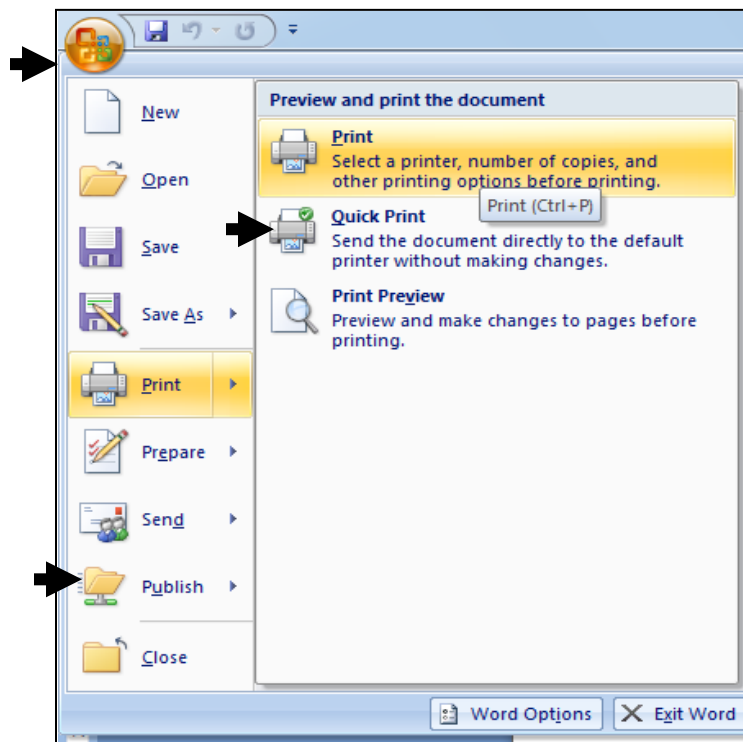 New
Open
Save
Save As
Print
Prepare
Send
Publish
Close
Preview and print the document
Print
Select a printer, number of copies, and
other printing options before printing.
Print (Ctrl+P)
Quick Print
Send the document directly to the default
printer without making changes.
Print Preview
Preview and make changes to pages before
printing.
Word Options
Exit Word